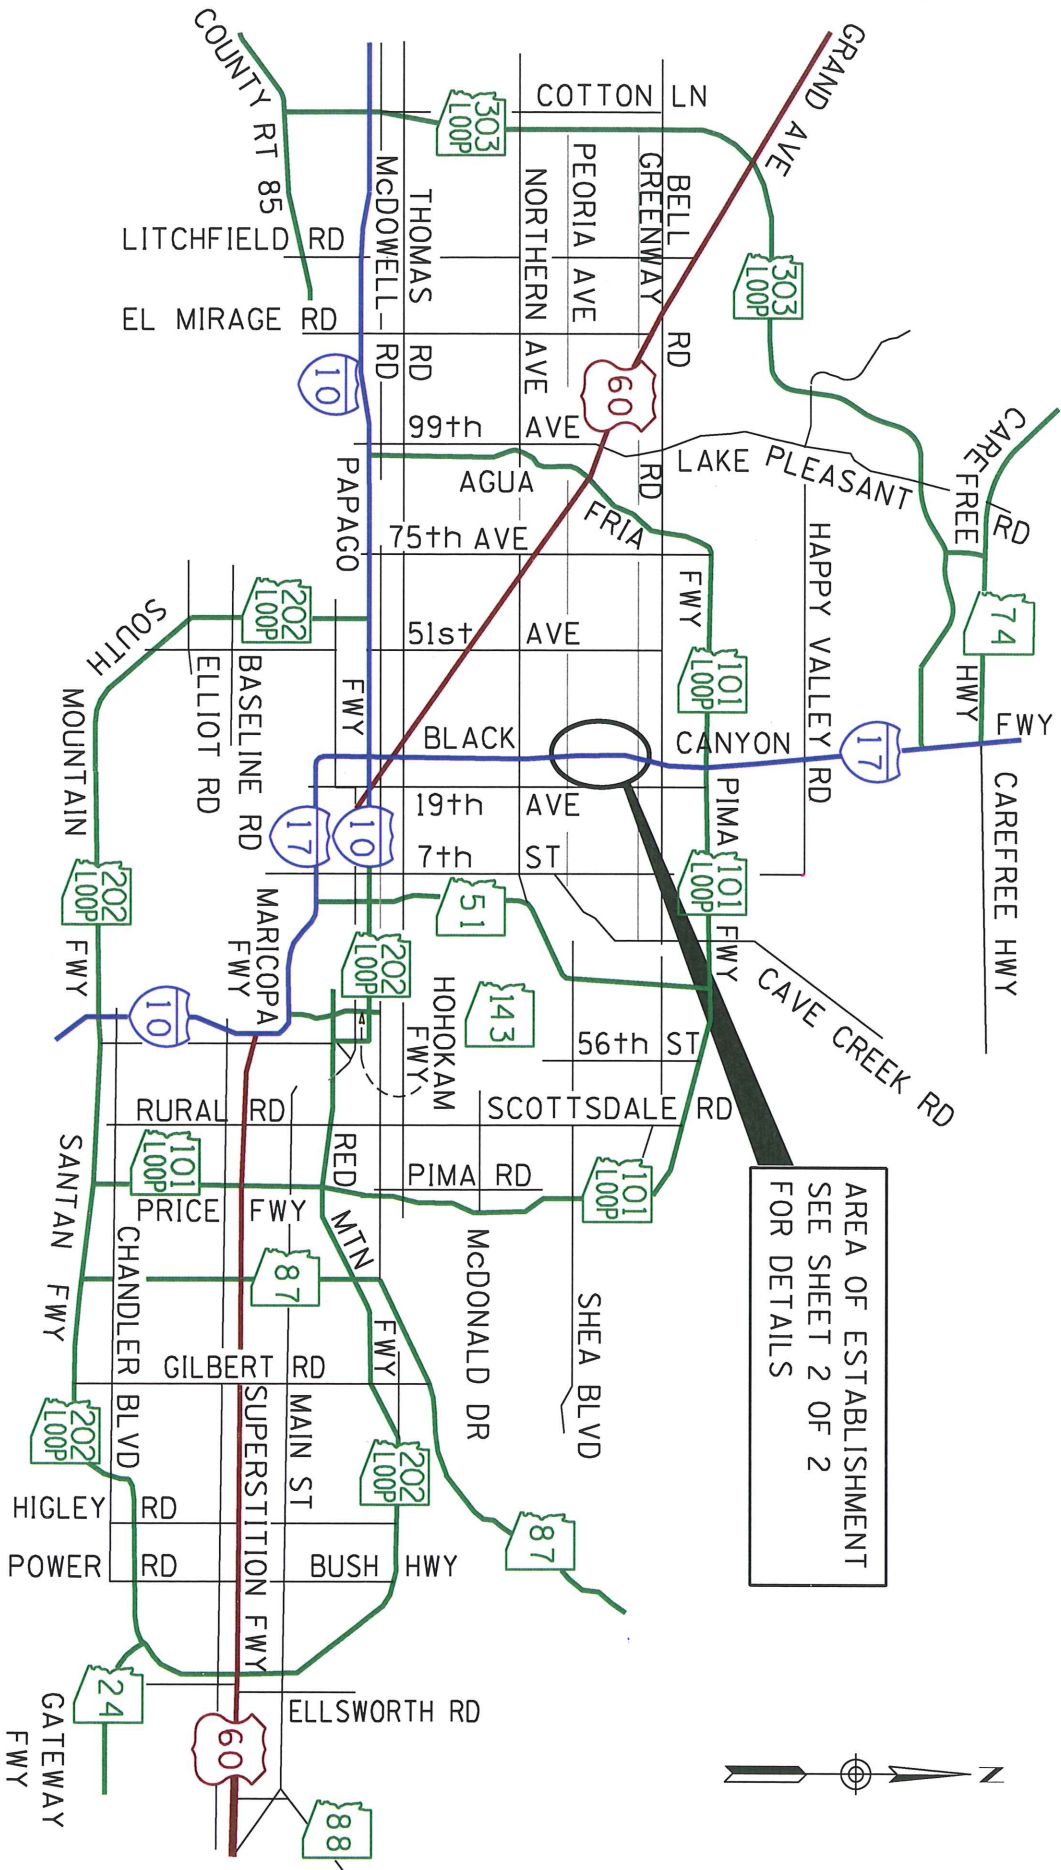 COUNTY RT 85
303
LOOP
COTTON LN
GRAND AVE
McDOWELL RD
THOMAS RD
NORTHERN AVE
PEORIA AVE
GREENWAY RD
BELL RD
LITCHFIELD RD
EL MIRAGE RD
303
LOOP
10
60
99th AVE
LAKE PLEASANT RD
CAREFREE HWY
74
PAPAGO FWY
AGUA FRIA FWY
75th AVE
HAPPY VALLEY RD
202
LOOP
51st AVE
SOUTH MOUNTAIN FWY
ELLIOT RD
BASELINE RD
101
LOOP
BLACK CANYON FWY
17
19th AVE
PIMA FWY
CAREFREE HWY
17
10
7th ST
101
LOOP
202
LOOP
51
MARICOPA
FWY
202
LOOP
HOHOKAM
FWY
143
CAVE CREEK RD
10
56th ST
RURAL RD
SCOTTSDALE RD
SANTAN FWY
101
LOOP
PRICE FWY
RED MTN FWY
PIMA RD
101
LOOP
AREA OF ESTABLISHMENT
SEE SHEET 2 OF 2
FOR DETAILS
CHANDLER BLVD
87
McDONALD DR
SHEA BLVD
GILBERT RD
202
LOOP
SUPERSTITION FWY
MAIN ST
202
LOOP
HIGLEY RD
87
POWER RD
BUSH HWY
24
GATEWAY
FWY
ELLSWORTH RD
60
88
N